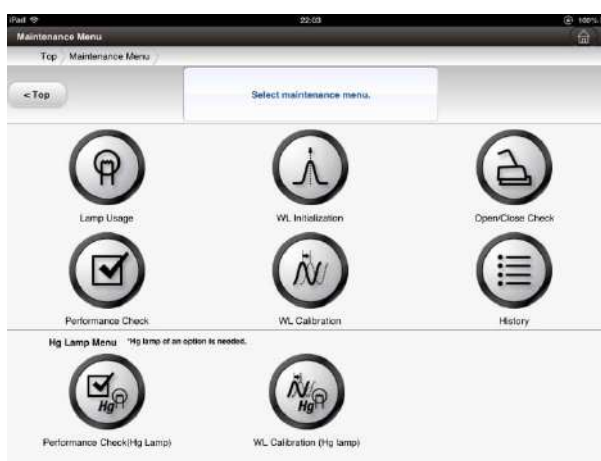 iPad 22:03 100%
Maintenance Menu
Top Maintenance Menu
< Top
Select maintenance menu.
Lamp Usage WL Initialization Open/Close Check
Performance Check WL Calibration History
Hg Lamp Menu *Hg lamp of an option is needed.
Hg Hg
Performance Check(Hg Lamp) WL Calibration (Hg lamp)